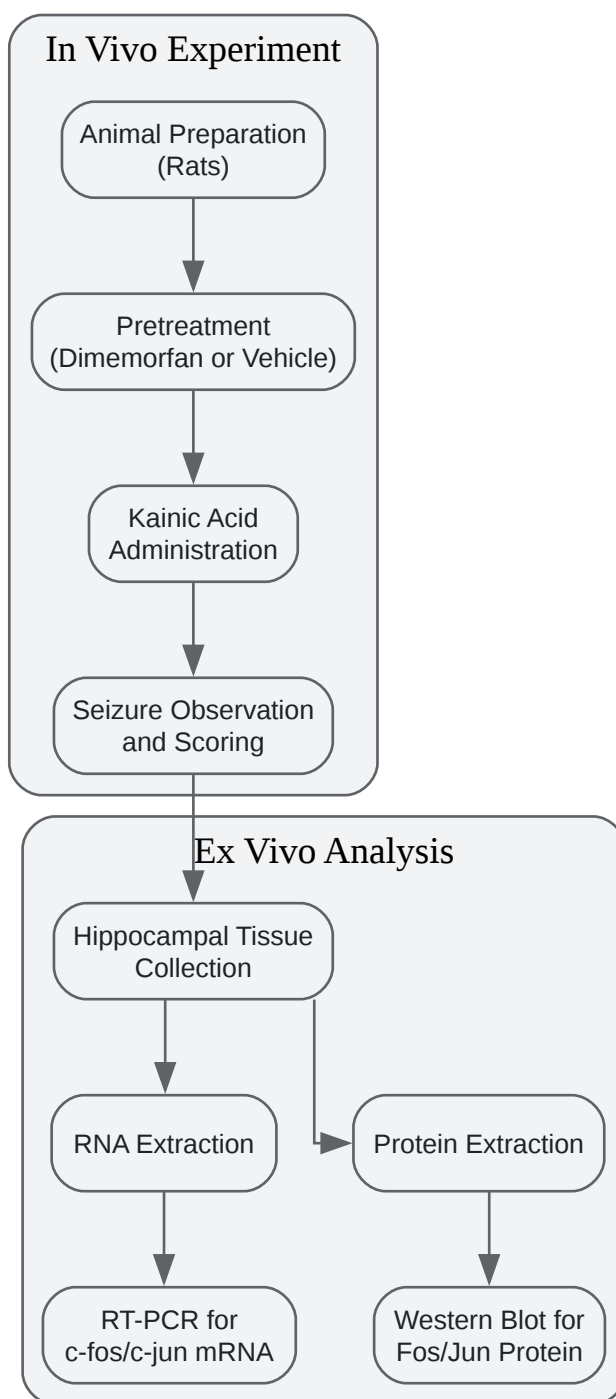 In Vivo Experiment
Animal Preparation
(Rats)
Pretreatment
(Dimemorfan or Vehicle)
Kainic Acid
Administration
Seizure Observation
and Scoring
Ex Vivo Analysis
Hippocampal Tissue
Collection
RNA Extraction
Protein Extraction
RT-PCR for
c-fos/c-jun mRNA
Western Blot for
Fos/Jun Protein